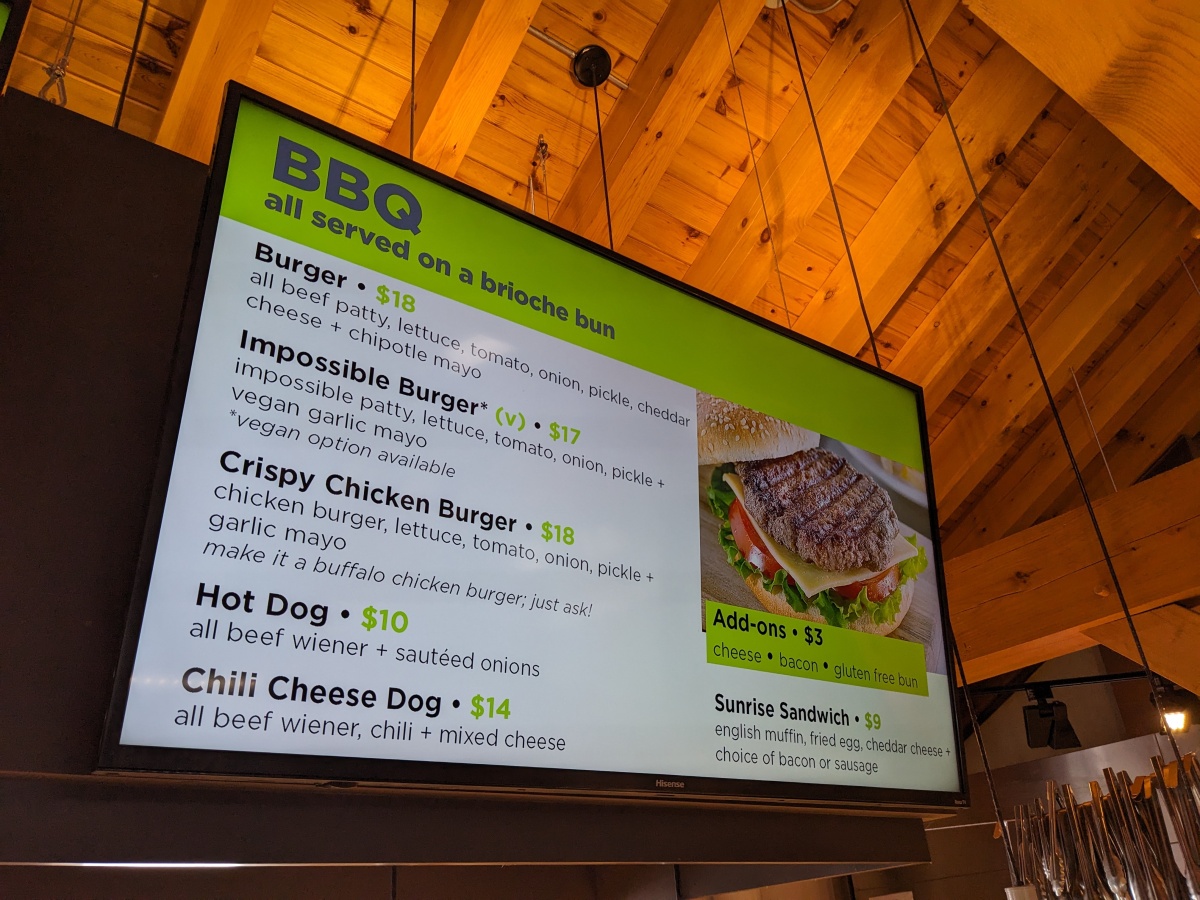 BBQ
all served on a brioche bun
Burger • $18
all beef patty, lettuce, tomato, onion, pickle, cheddar
cheese + chipotle mayo
Impossible Burger* (v) • $17
impossible patty, lettuce, tomato, onion, pickle +
vegan garlic mayo
*vegan option available
Crispy Chicken Burger • $18
chicken burger, lettuce, tomato, onion, pickle +
garlic mayo
make it a buffalo chicken burger; just ask!
Hot Dog • $10
all beef wiener + sautéed onions
Chili Cheese Dog • $14
all beef wiener, chili + mixed cheese
Add-ons • $3
cheese • bacon • gluten free bun
Sunrise Sandwich • $9
english muffin, fried egg, cheddar cheese +
choice of bacon or sausage
Hisense